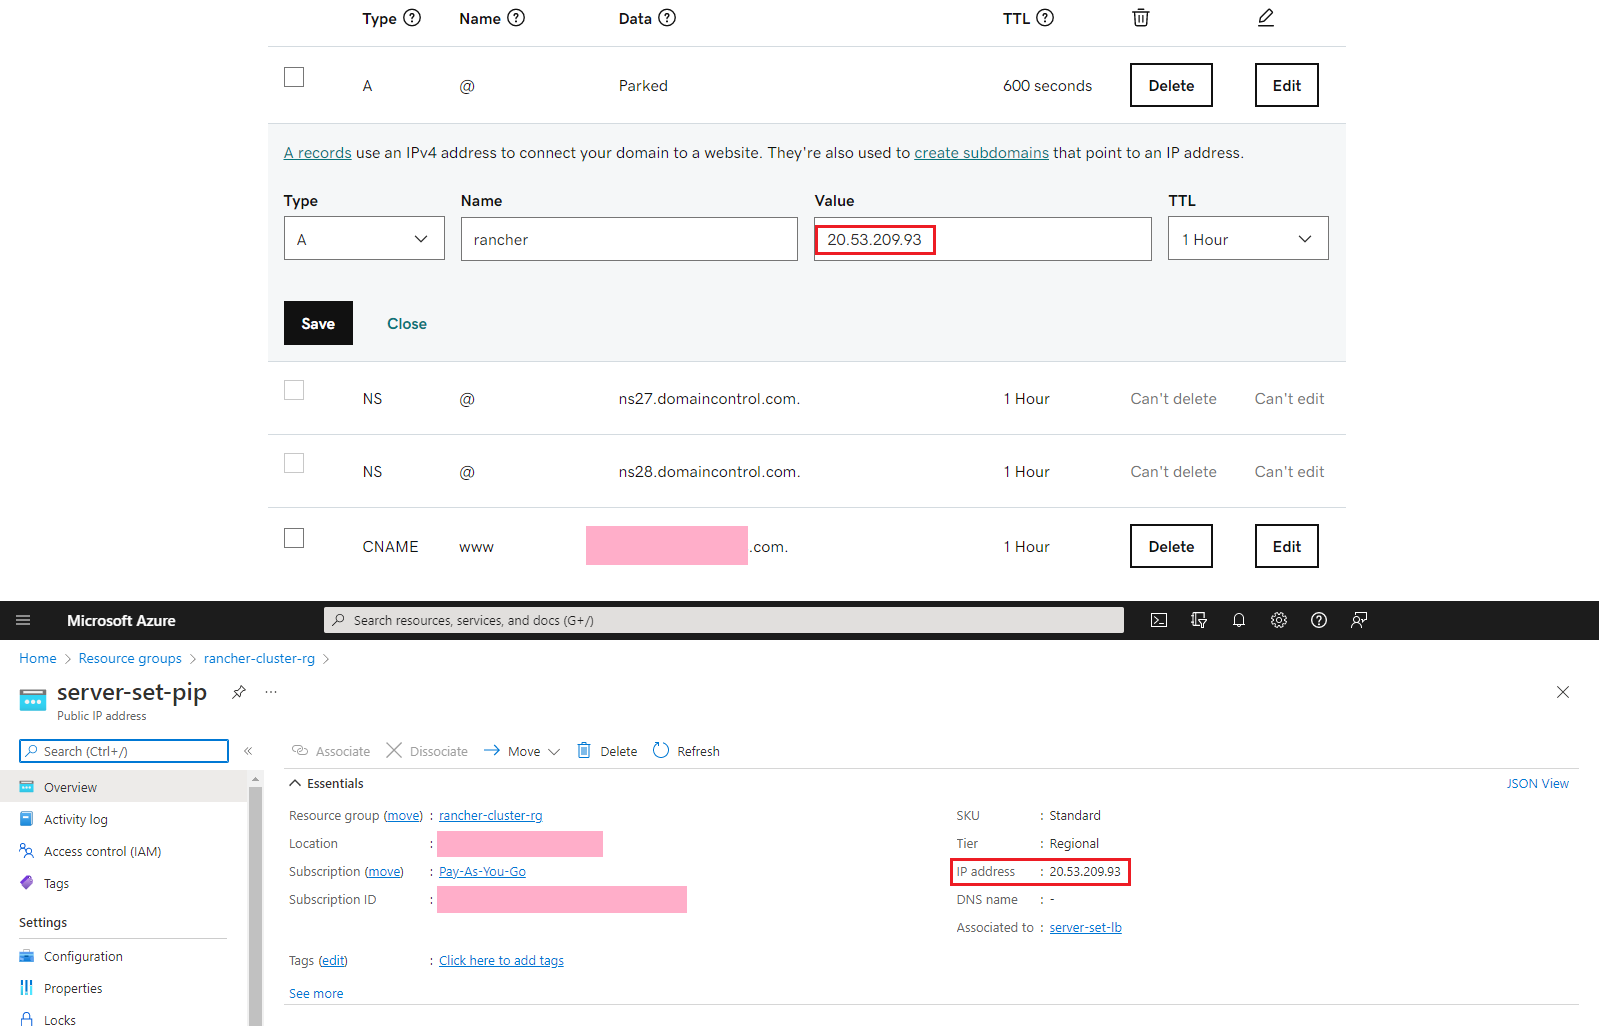 Type Name Data TTL
A @ Parked 600 seconds Delete Edit
A records use an IPv4 address to connect your domain to a website. They're also used to create subdomains that point to an IP address.
Type Name Value TTL
A rancher 20.53.209.93 1 Hour
Save Close
NS @ ns27.domaincontrol.com. 1 Hour Can't delete Can't edit
NS @ ns28.domaincontrol.com. 1 Hour Can't delete Can't edit
CNAME www .com. 1 Hour Delete Edit
Microsoft Azure Search resources, services, and docs (G+/)
Home > Resource groups > rancher-cluster-rg >
server-set-pip ...
Public IP address
Search (Ctrl+/) «
Associate Dissociate Move Delete Refresh
Overview
Activity log
Access control (IAM)
Tags
Settings
Configuration
Properties
Locks
Essentials JSON View
Resource group (move) : rancher-cluster-rg
Location :
Subscription (move) : Pay-As-You-Go
Subscription ID :
Tags (edit) : Click here to add tags
See more
SKU : Standard
Tier : Regional
IP address : 20.53.209.93
DNS name : -
Associated to : server-set-lb